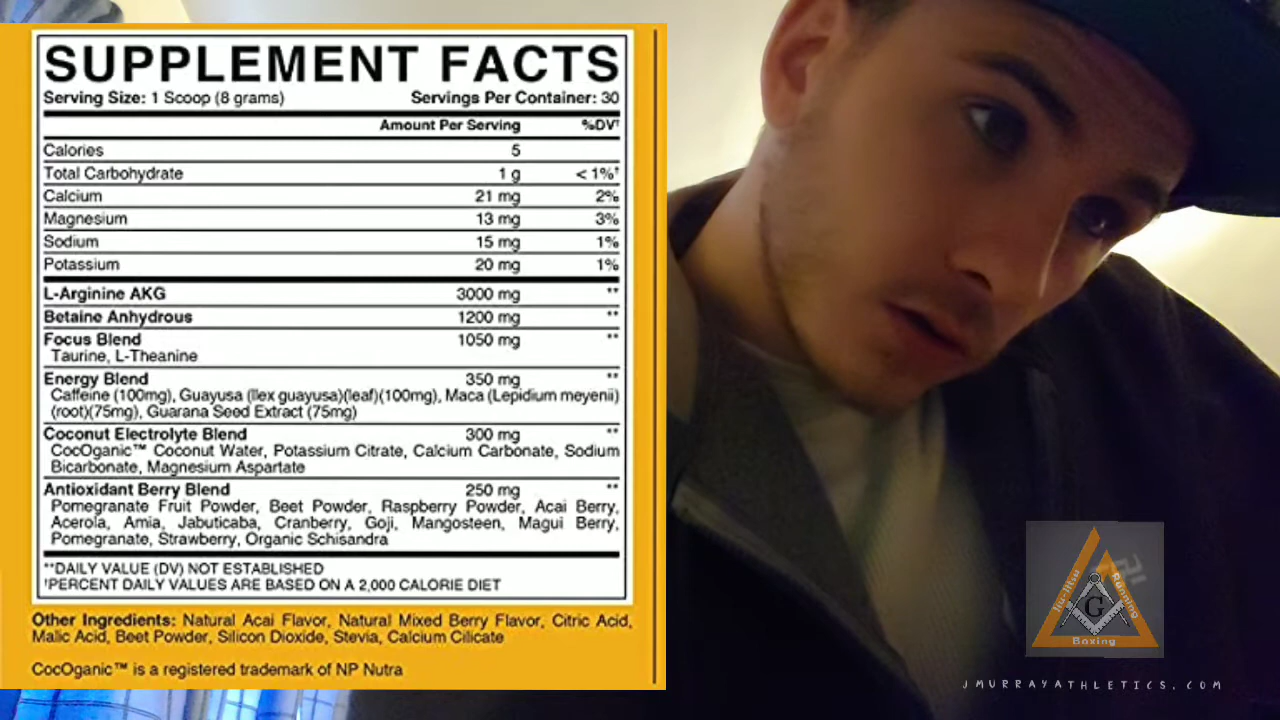 SUPPLEMENT FACTS
Serving Size: 1 Scoop (8 grams) Servings Per Container: 30
Amount Per Serving %DV†
Calories 5
Total Carbohydrate 1 g < 1%†
Calcium 21 mg 2%
Magnesium 13 mg 3%
Sodium 15 mg 1%
Potassium 20 mg 1%
L-Arginine AKG 3000 mg **
Betaine Anhydrous 1200 mg **
Focus Blend 1050 mg **
Taurine, L-Theanine
Energy Blend 350 mg **
Caffeine (100mg), Guayusa (llex guayusa)(leaf)(100mg), Maca (Lepidium meyenii)
(root)(75mg), Guarana Seed Extract (75mg)
Coconut Electrolyte Blend 300 mg **
CocOganic™ Coconut Water, Potassium Citrate, Calcium Carbonate, Sodium
Bicarbonate, Magnesium Aspartate
Antioxidant Berry Blend 250 mg **
Pomegranate Fruit Powder, Beet Powder, Raspberry Powder, Acai Berry,
Acerola, Amia, Jabuticaba, Cranberry, Goji, Mangosteen, Magui Berry,
Pomegranate, Strawberry, Organic Schisandra
**DAILY VALUE (DV) NOT ESTABLISHED
†PERCENT DAILY VALUES ARE BASED ON A 2,000 CALORIE DIET
Other Ingredients: Natural Acai Flavor, Natural Mixed Berry Flavor, Citric Acid,
Malic Acid, Beet Powder, Silicon Dioxide, Stevia, Calcium Cilicate
CocOganic™ is a registered trademark of NP Nutra
Jiu-Jitsu
Running
G
Boxing
JMURRAYATHLETICS.COM